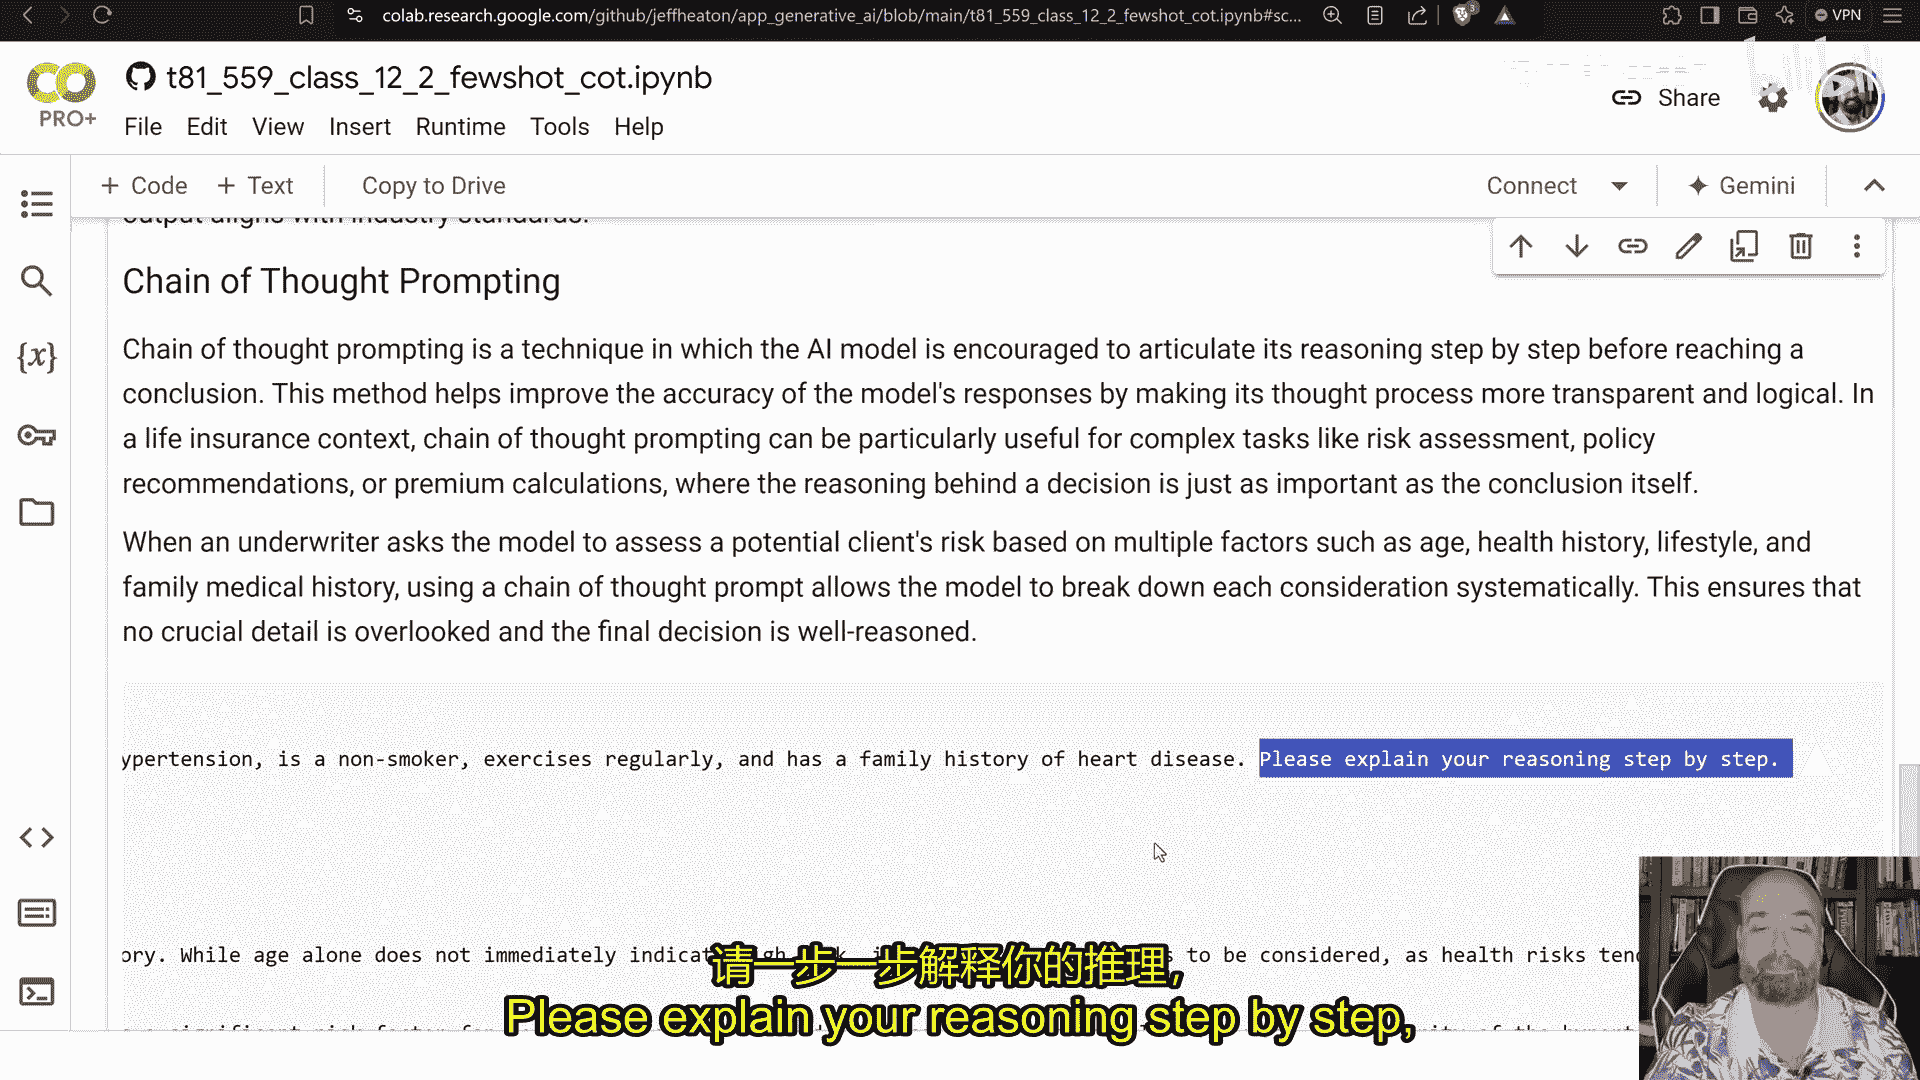 colab.research.google.com/github/jeffheaton/app_generative_ai/blob/main/t81_559_class_12_2_fewshot_cot.ipynb#sc...
3
VPN
CO
t81_559_class_12_2_fewshot_cot.ipynb
PRO+
File Edit View Insert Runtime Tools Help
Share
+ Code + Text Copy to Drive
Connect
Gemini
output aligns with industry standards.
Chain of Thought Prompting
Chain of thought prompting is a technique in which the AI model is encouraged to articulate its reasoning step by step before reaching a
conclusion. This method helps improve the accuracy of the model's responses by making its thought process more transparent and logical. In
a life insurance context, chain of thought prompting can be particularly useful for complex tasks like risk assessment, policy
recommendations, or premium calculations, where the reasoning behind a decision is just as important as the conclusion itself.
When an underwriter asks the model to assess a potential client's risk based on multiple factors such as age, health history, lifestyle, and
family medical history, using a chain of thought prompt allows the model to break down each consideration systematically. This ensures that
no crucial detail is overlooked and the final decision is well-reasoned.
ypertension, is a non-smoker, exercises regularly, and has a family history of heart disease. Please explain your reasoning step by step.
ory. While age alone does not immediately indicat to be considered, as health risks tend
请一步一步解释你的推理,
Please explain your reasoning step by step,